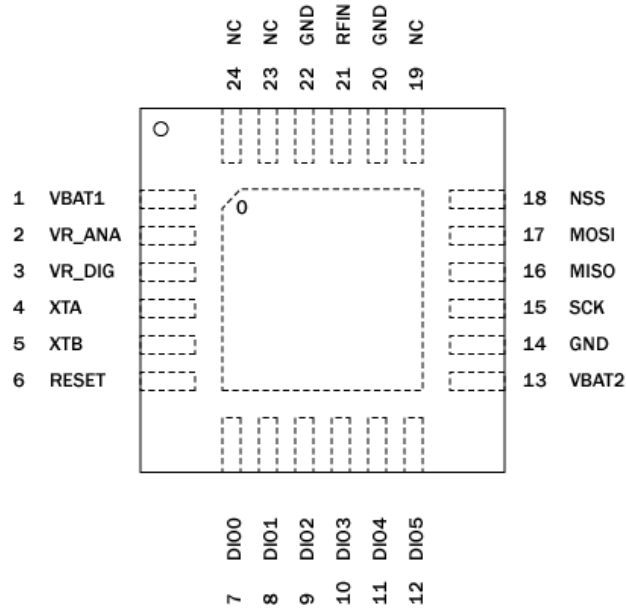 NC NC GND RFIN GND NC
24 23 22 21 20 19
1 VBAT1
2 VR_ANA
3 VR_DIG
4 XTA
5 XTB
6 RESET
0
18 NSS
17 MOSI
16 MISO
15 SCK
14 GND
13 VBAT2
DIO0 DIO1 DIO2 DIO3 DIO4 DIO5
7 8 9 10 11 12